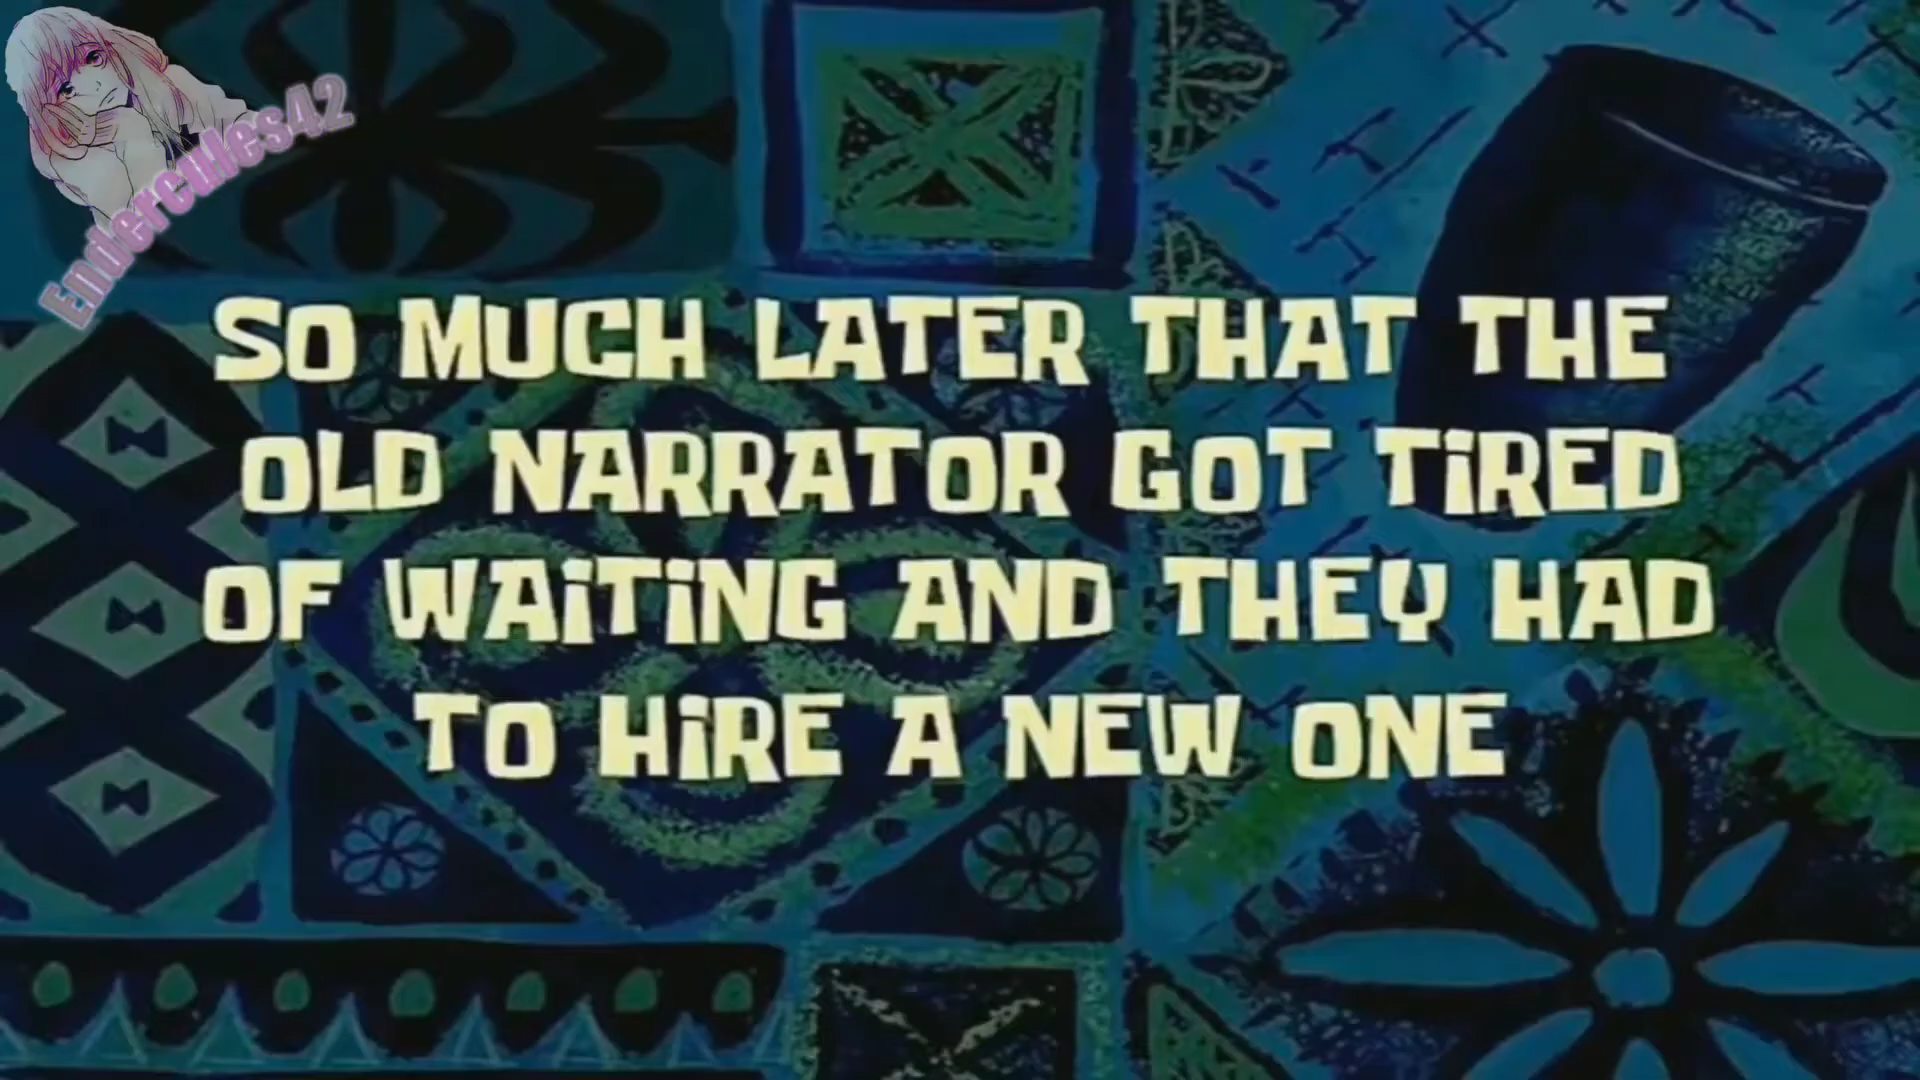 Endercules42
SO MUCH LATER THAT THE
OLD NARRATOR GOT TiRED
OF WAiTiNG AND THEY HAD
TO HiRE A NEW ONE